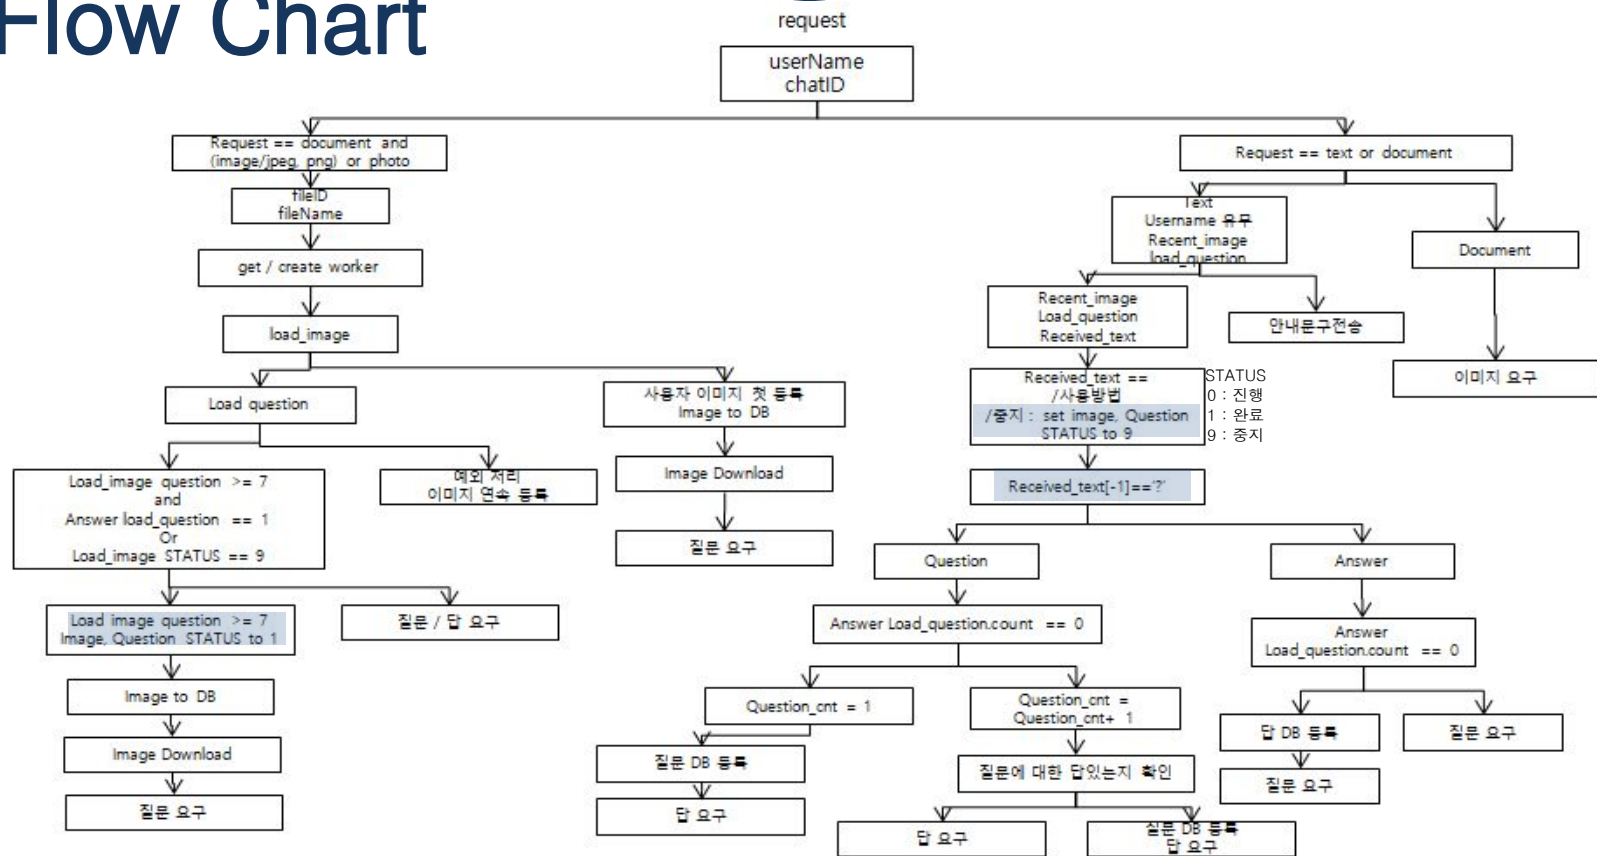 Flow Chart
request
userName
chatID
Request == document and
(image/jpeg, png) or photo
fileID
fileName
get / create worker
load_image
Load question
사용자 이미지 첫 등록
Image to DB
Image Download
질문 요구
Load_image question >= 7
and
Answer load_question == 1
Or
Load_image STATUS == 9
예외 처리
이미지 연속 등록
Load image question >= 7
Image, Question STATUS to 1
질문 / 답 요구
Image to DB
Image Download
질문 요구
Request == text or document
Text
Username 유무
Recent_image
load_question
Document
이미지 요구
Recent_image
Load_question
Received_text
안내문구전송
Received_text ==
/사용방법
/중지 : set image, Question
STATUS to 9
STATUS
0 : 진행
1 : 완료
9 : 중지
Received_text[-1]=='?'
Question
Answer Load_question.count == 0
Question_cnt = 1
질문 DB 등록
답 요구
Question_cnt =
Question_cnt+ 1
질문에 대한 답있는지 확인
답 요구
질문 DB 등록
답 요구
Answer
Answer
Load_question.count == 0
답 DB 등록
질문 요구
질문 요구